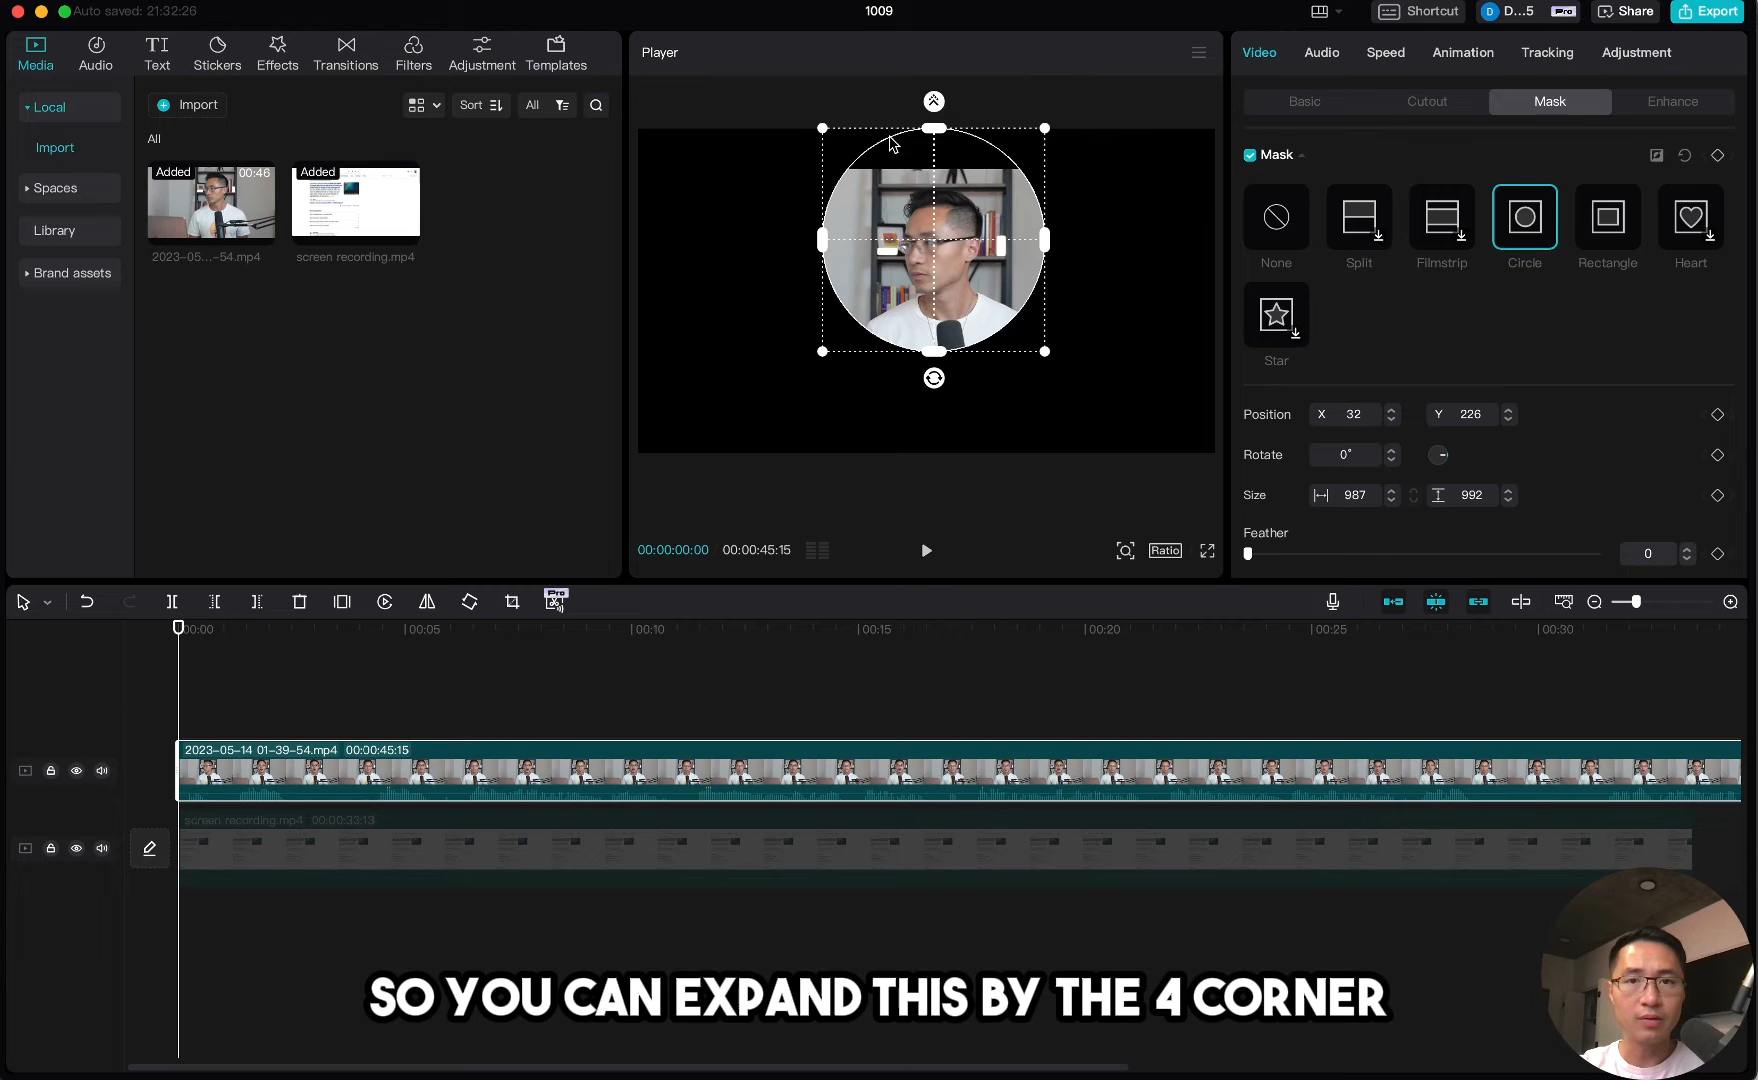 Auto saved: 21:32:26
1009
Shortcut
D...5
Pro
Share
Export
Media
Audio
Text
Stickers
Effects
Transitions
Filters
Adjustment
Templates
Player
Video
Audio
Speed
Animation
Tracking
Adjustment
Local
Import
Spaces
Library
Brand assets
Import
Sort
All
All
Added
00:46
Added
2023-05...-54.mp4
screen recording.mp4
Basic
Cutout
Mask
Enhance
Mask
None
Split
Filmstrip
Circle
Rectangle
Heart
Star
Position
X 32
Y 226
Rotate
0°
Size
987
992
Feather
0
00:00:00:00
00:00:45:15
Ratio
Pro
00:00
00:05
00:10
00:15
00:20
00:25
00:30
2023-05-14 01-39-54.mp4 00:00:45:15
screen recording.mp4 00:00:33:13
SO YOU CAN EXPAND THIS BY THE 4 CORNER